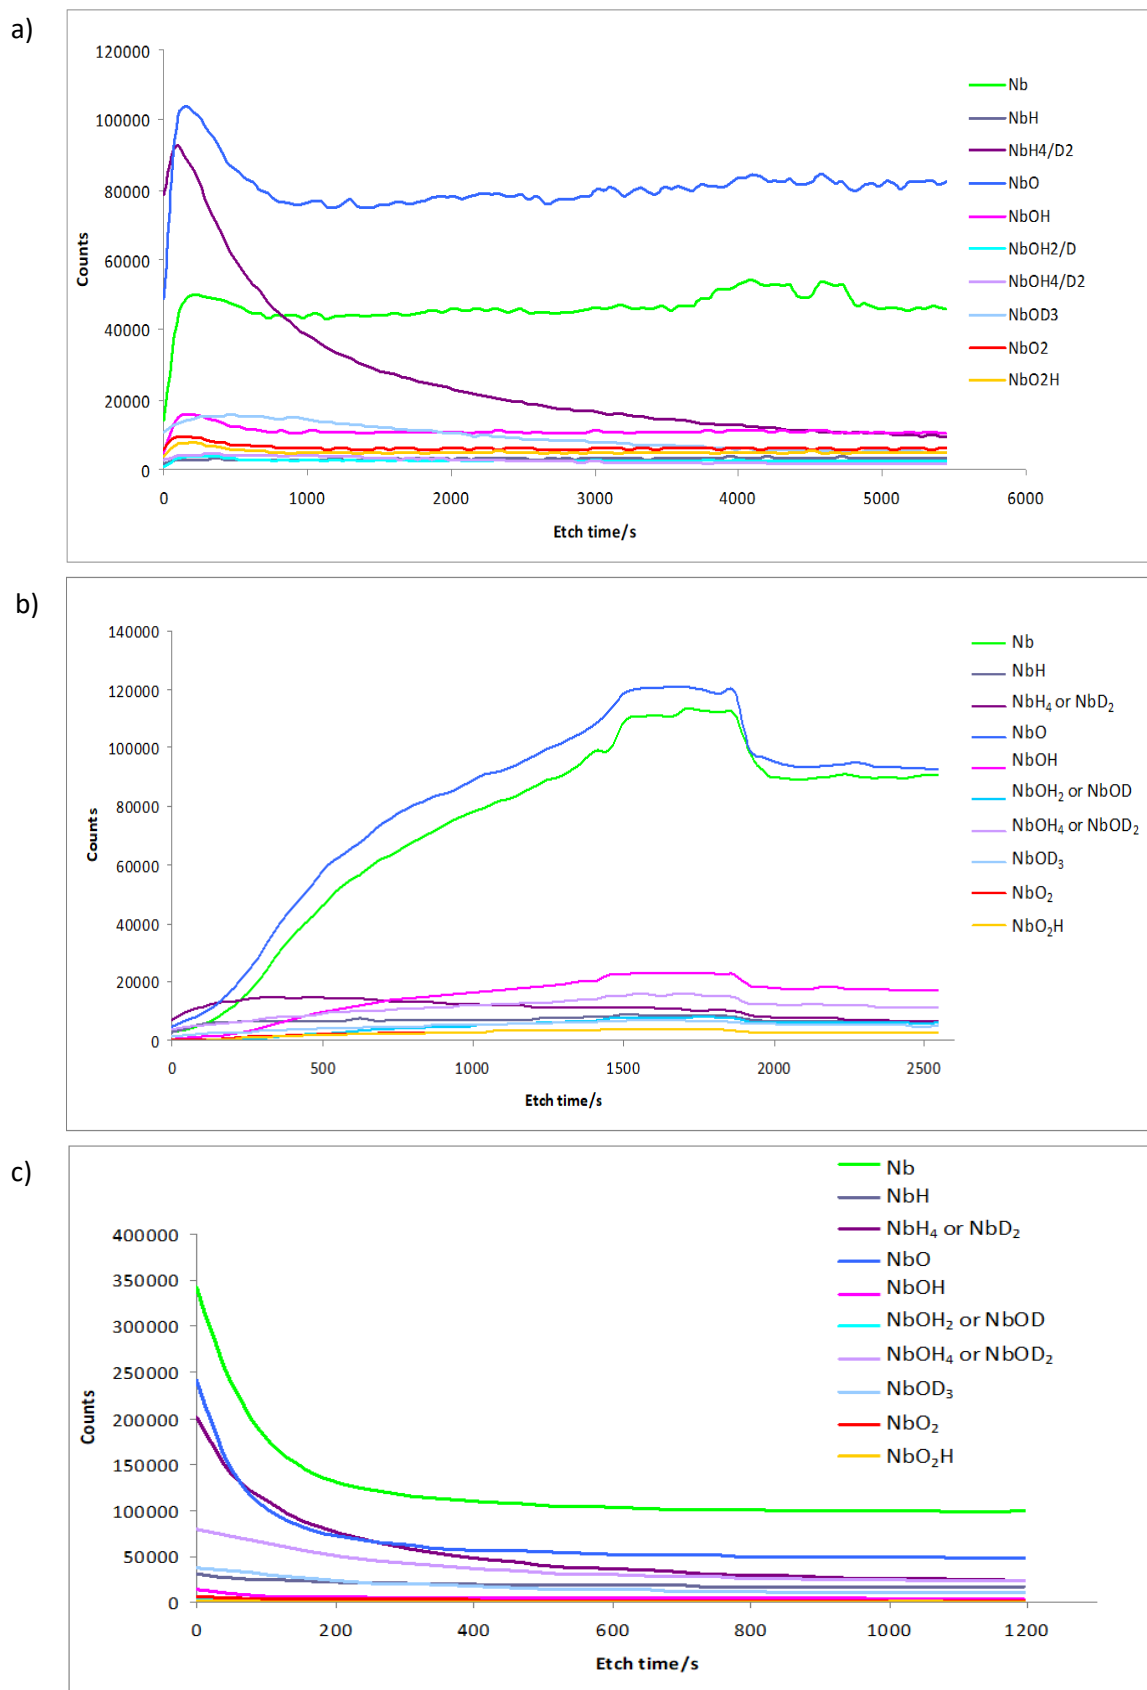 a)
120000
100000
80000
60000
40000
20000
0
Counts
0 1000 2000 3000 4000 5000 6000
Etch time/s
Nb
NbH
NbH4/D2
NbO
NbOH
NbOH2/D
NbOH4/D2
NbOD3
NbO2
NbO2H
b)
140000
120000
100000
80000
60000
40000
20000
0
Counts
0 500 1000 1500 2000 2500
Etch time/s
Nb
NbH
NbH₄ or NbD₂
NbO
NbOH
NbOH₂ or NbOD
NbOH₄ or NbOD₂
NbOD₃
NbO₂
NbO₂H
c)
400000
350000
300000
250000
200000
150000
100000
50000
0
Counts
0 200 400 600 800 1000 1200
Etch time/s
Nb
NbH
NbH₄ or NbD₂
NbO
NbOH
NbOH₂ or NbOD
NbOH₄ or NbOD₂
NbOD₃
NbO₂
NbO₂H